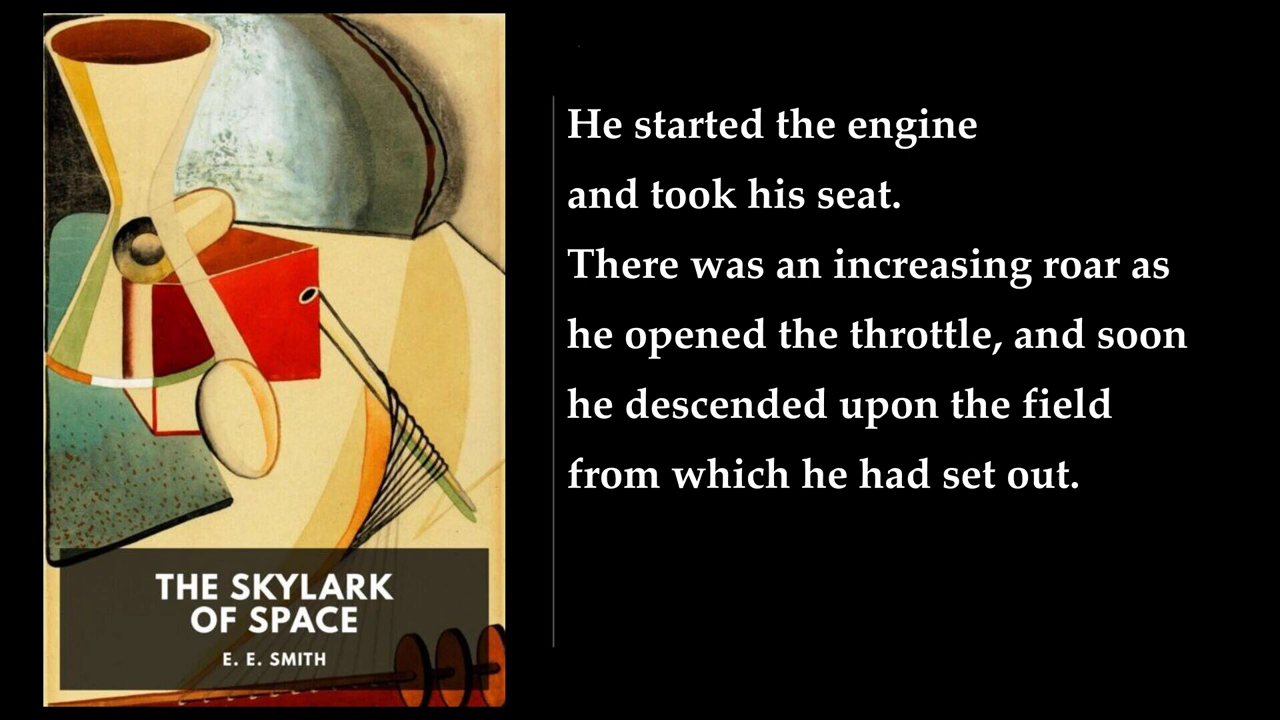 THE SKYLARK
OF SPACE
E. E. SMITH
He started the engine
and took his seat.
There was an increasing roar as
he opened the throttle, and soon
he descended upon the field
from which he had set out.